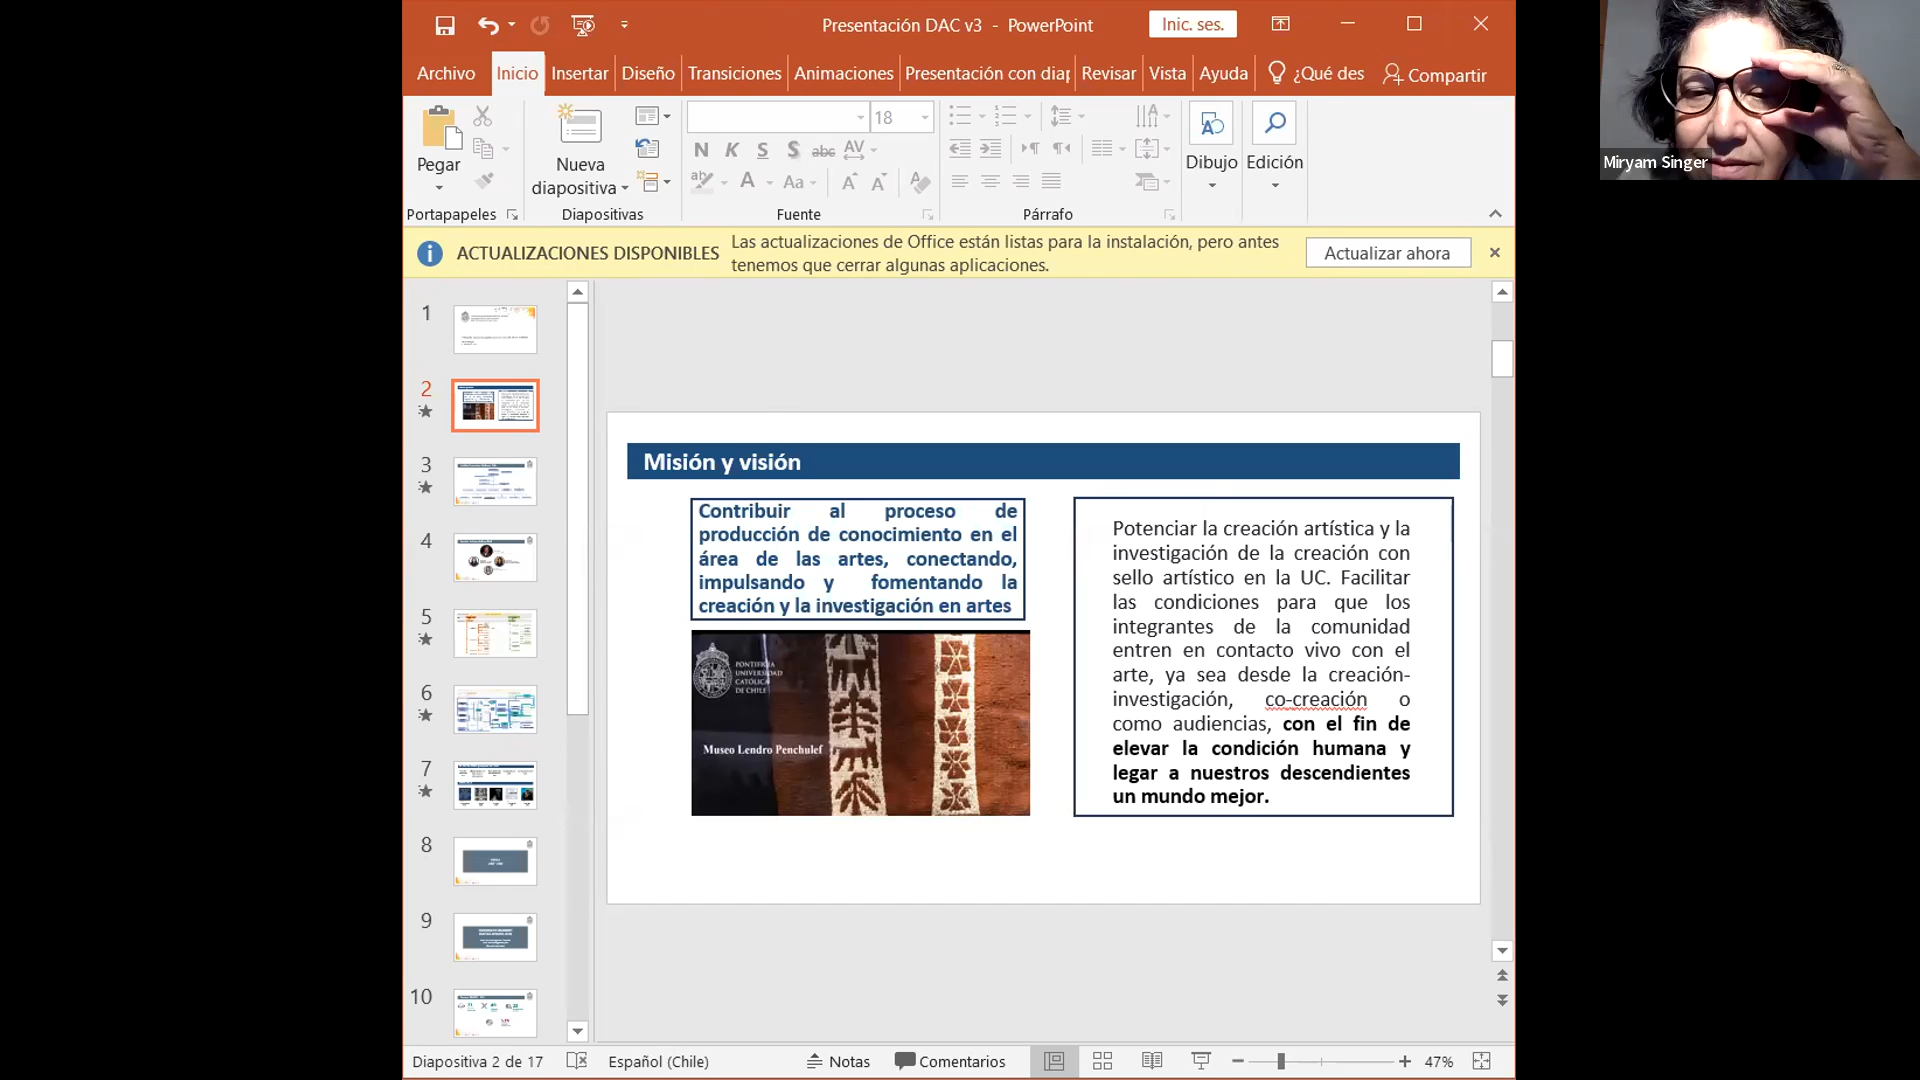 Presentación DAC v3 - PowerPoint
Inic. ses.
Archivo Inicio Insertar Diseño Transiciones Animaciones Presentación con diap Revisar Vista Ayuda ¿Qué des Compartir
Pegar
Nueva
diapositiva
18
N K S S abc AV
Aa
Dibujo Edición
Portapapeles Diapositivas Fuente Párrafo
ACTUALIZACIONES DISPONIBLES
Las actualizaciones de Office están listas para la instalación, pero antes
tenemos que cerrar algunas aplicaciones.
Actualizar ahora
1
2
3
4
5
6
7
8
9
10
Misión y visión
Contribuir al proceso de
producción de conocimiento en el
área de las artes, conectando,
impulsando y fomentando la
creación y la investigación en artes
PONTIFICIA
UNIVERSIDAD
CATÓLICA
DE CHILE
Museo Lendro Penchulef
Potenciar la creación artística y la
investigación de la creación con
sello artístico en la UC. Facilitar
las condiciones para que los
integrantes de la comunidad
entren en contacto vivo con el
arte, ya sea desde la creación-
investigación, co-creación o
como audiencias, con el fin de
elevar la condición humana y
legar a nuestros descendientes
un mundo mejor.
Diapositiva 2 de 17 Español (Chile) Notas Comentarios 47%
Miryam Singer